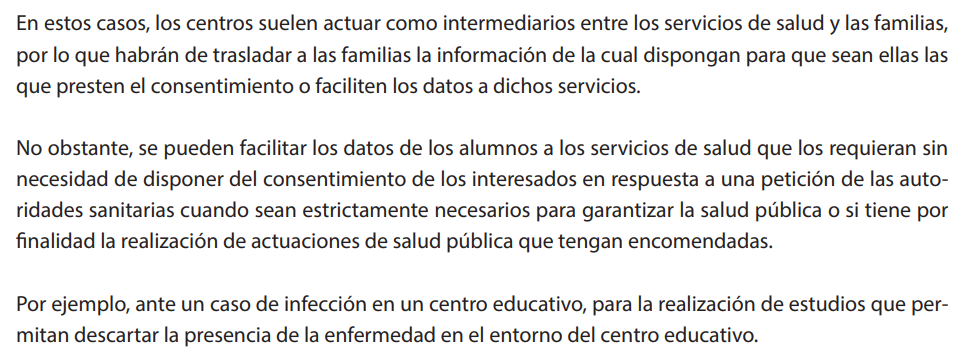 En estos casos, los centros suelen actuar como intermediarios entre los servicios de salud y las familias,
por lo que habrán de trasladar a las familias la información de la cual dispongan para que sean ellas las
que presten el consentimiento o faciliten los datos a dichos servicios.
No obstante, se pueden facilitar los datos de los alumnos a los servicios de salud que los requieran sin
necesidad de disponer del consentimiento de los interesados en respuesta a una petición de las auto-
ridades sanitarias cuando sean estrictamente necesarios para garantizar la salud pública o si tiene por
finalidad la realización de actuaciones de salud pública que tengan encomendadas.
Por ejemplo, ante un caso de infección en un centro educativo, para la realización de estudios que per-
mitan descartar la presencia de la enfermedad en el entorno del centro educativo.